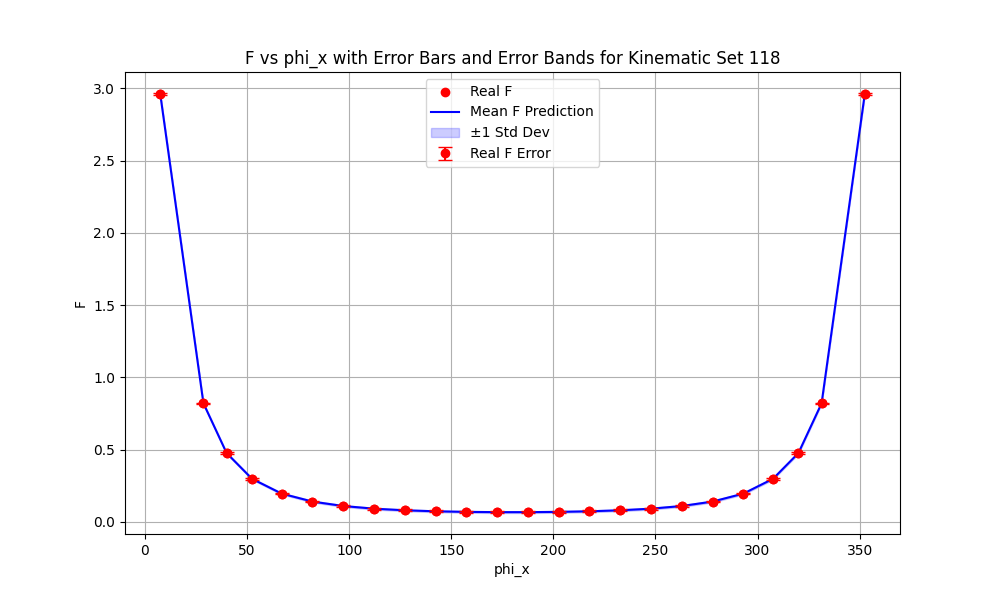 F vs phi_x with Error Bars and Error Bands for Kinematic Set 118
Real F
Mean F Prediction
±1 Std Dev
Real F Error
3.0
2.5
2.0
1.5
1.0
0.5
0.0
F
0
50
100
150
200
250
300
350
phi_x